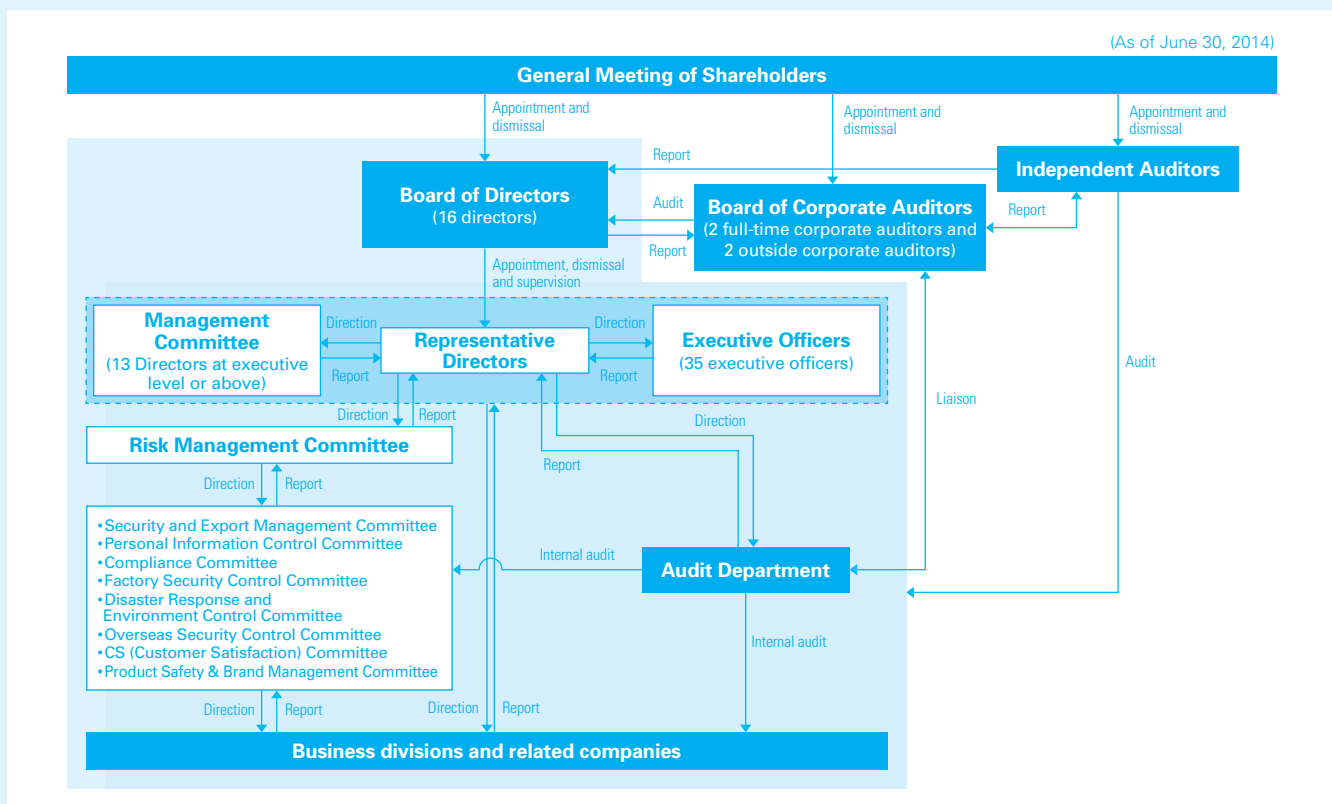 (As of June 30, 2014)
General Meeting of Shareholders
Appointment and
dismissal
Appointment and
dismissal
Appointment and
dismissal
Report
Independent Auditors
Board of Directors
(16 directors)
Audit
Report
Board of Corporate Auditors
(2 full-time corporate auditors and
2 outside corporate auditors)
Report
Appointment, dismissal
and supervision
Management
Committee
(13 Directors at executive
level or above)
Direction
Report
Representative
Directors
Direction
Report
Executive Officers
(35 executive officers)
Audit
Liaison
Direction
Report
Direction
Report
Risk Management Committee
Direction
Report
•Security and Export Management Committee
•Personal Information Control Committee
•Compliance Committee
•Factory Security Control Committee
•Disaster Response and
Environment Control Committee
•Overseas Security Control Committee
•CS (Customer Satisfaction) Committee
•Product Safety & Brand Management Committee
Internal audit
Audit Department
Internal audit
Direction
Report
Direction
Report
Business divisions and related companies